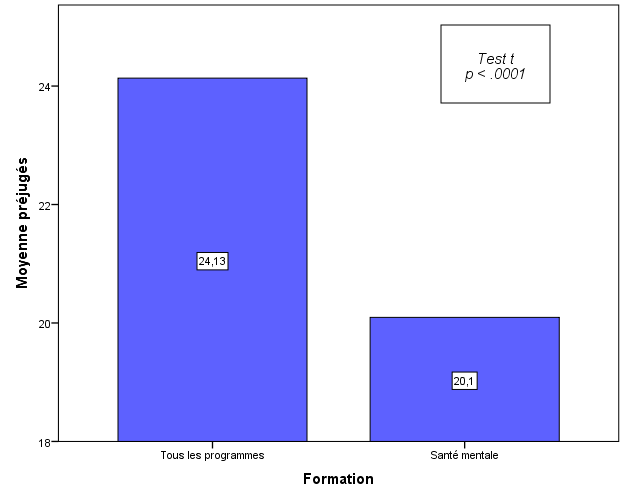 Test t
p < .0001
24
22
20
18
Moyenne préjugés
24,13
20,1
Tous les programmes
Santé mentale
Formation